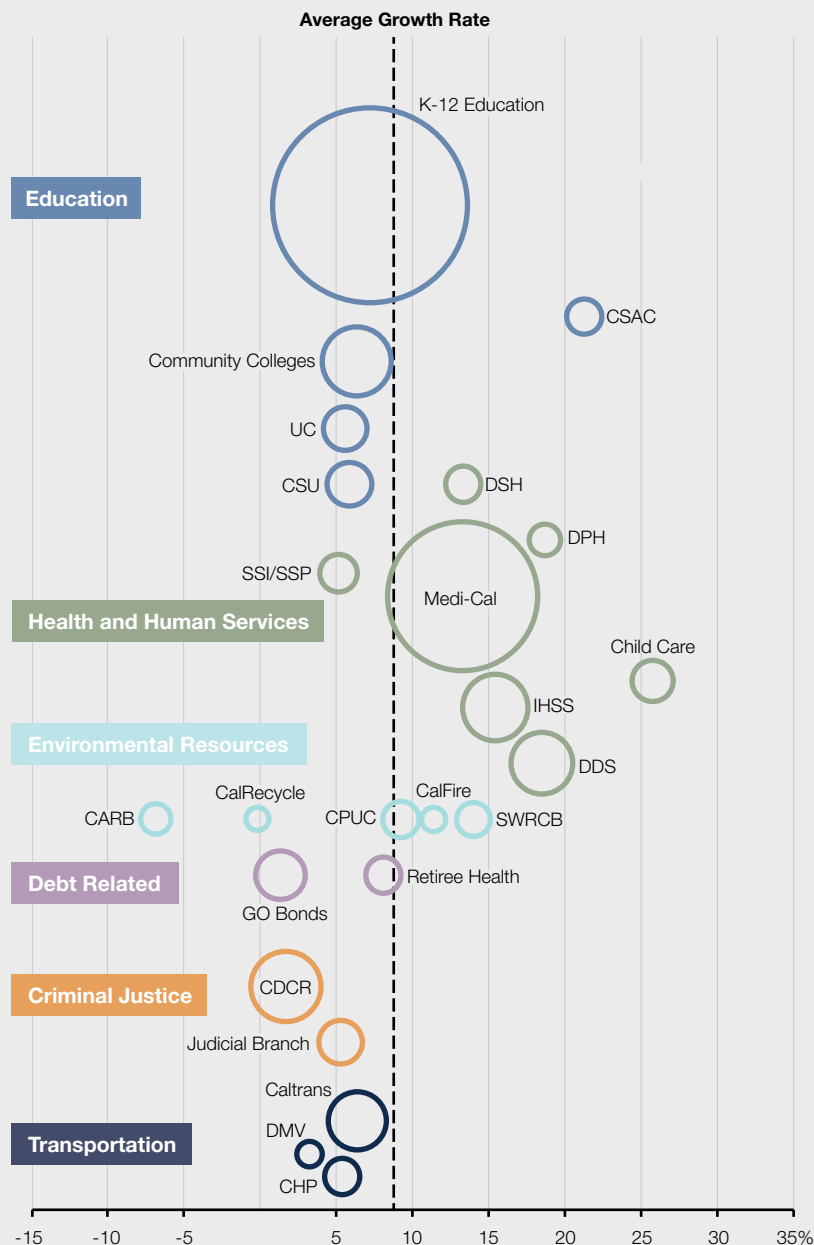 Average Growth Rate
K-12 Education
Education
CSAC
Community Colleges
UC
CSU
DSH
DPH
SSI/SSP
Medi-Cal
Health and Human Services
Child Care
IHSS
Environmental Resources
DDS
CalRecycle
CalFire
CARB
CPUC
SWRCB
Debt Related
Retiree Health
GO Bonds
CDCR
Criminal Justice
Judicial Branch
Caltrans
DMV
Transportation
CHP
-15 -10 -5 5 10 15 20 25 30 35%